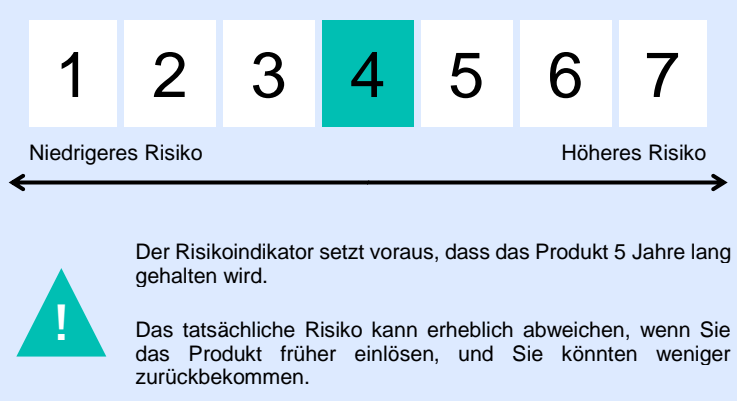 1 2 3 4 5 6 7
Niedrigeres Risiko Höheres Risiko
Der Risikoindikator setzt voraus, dass das Produkt 5 Jahre lang
gehalten wird.
!
Das tatsächliche Risiko kann erheblich abweichen, wenn Sie
das Produkt früher einlösen, und Sie könnten weniger
zurückbekommen.